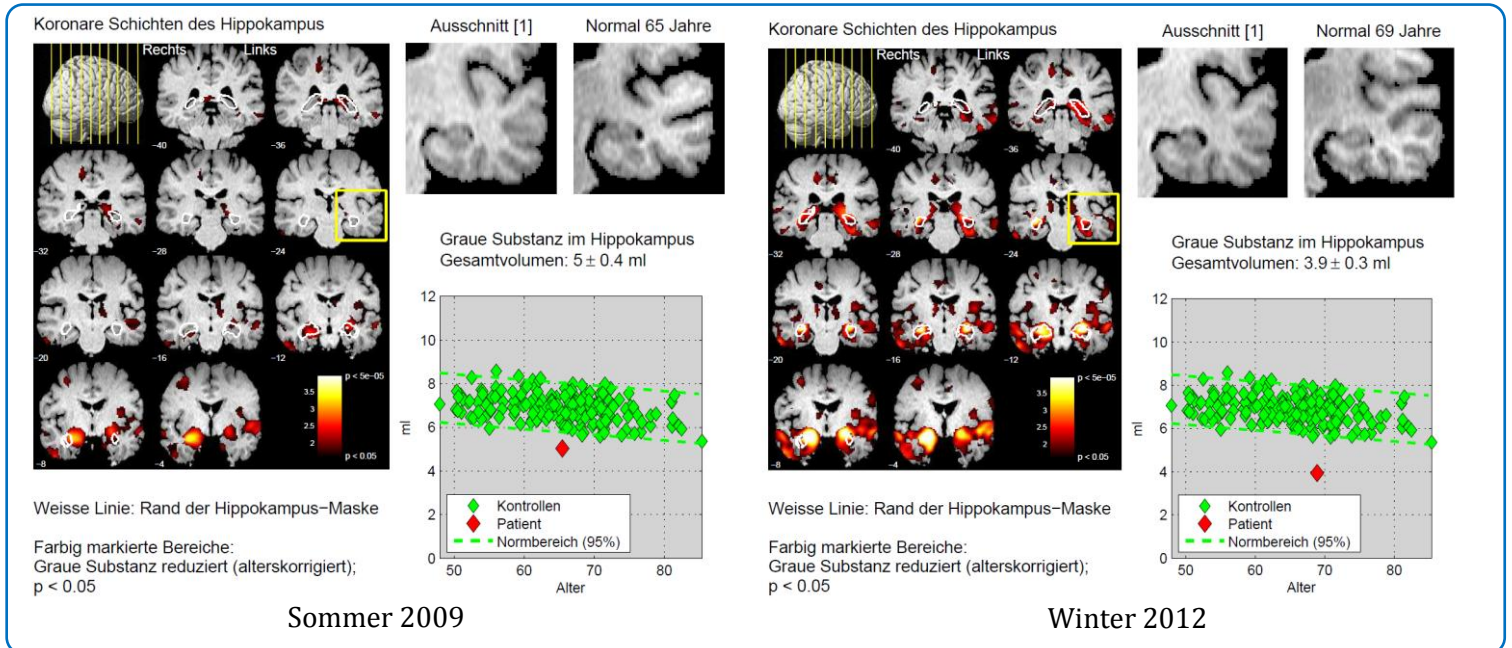 Koronare Schichten des Hippokampus
Rechts Links
−40
−36
−32
−28
−24
−20
−16
−12
−8
−4
p < 5e−05
3.5
3
2.5
2
p < 0.05
Ausschnitt [1]
Normal 65 Jahre
Graue Substanz im Hippokampus
Gesamtvolumen: 5 ± 0.4 ml
12
10
8
6
4
2
0
ml
50 60 70 80
Alter
Kontrollen
Patient
Normbereich (95%)
Weisse Linie: Rand der Hippokampus−Maske
Farbig markierte Bereiche:
Graue Substanz reduziert (alterskorrigiert);
p < 0.05
Sommer 2009
Koronare Schichten des Hippokampus
Rechts Links
−40
−36
−32
−28
−24
−20
−16
−12
−8
−4
p < 5e−05
3.5
3
2.5
2
p < 0.05
Ausschnitt [1]
Normal 69 Jahre
Graue Substanz im Hippokampus
Gesamtvolumen: 3.9 ± 0.3 ml
12
10
8
6
4
2
0
ml
50 60 70 80
Alter
Kontrollen
Patient
Normbereich (95%)
Weisse Linie: Rand der Hippokampus−Maske
Farbig markierte Bereiche:
Graue Substanz reduziert (alterskorrigiert);
p < 0.05
Winter 2012